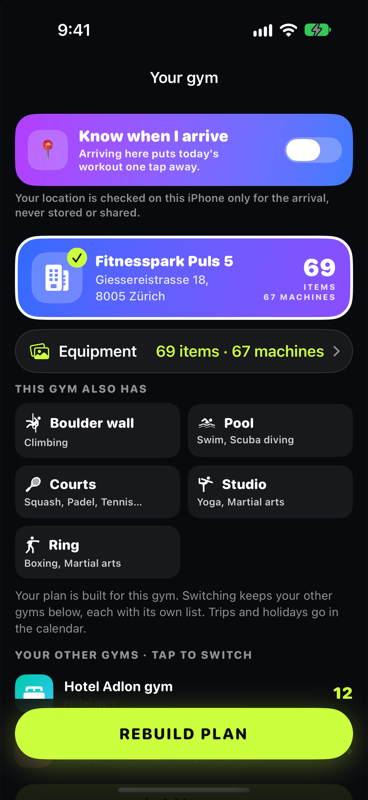 9:41
Your gym
Know when I arrive
Arriving here puts today's
workout one tap away.
Your location is checked on this iPhone only for the arrival,
never stored or shared.
Fitnesspark Puls 5
Giessereistrasse 18,
8005 Zürich
69
ITEMS
67 MACHINES
Equipment
69 items · 67 machines
THIS GYM ALSO HAS
Boulder wall
Climbing
Pool
Swim, Scuba diving
Courts
Squash, Padel, Tennis...
Studio
Yoga, Martial arts
Ring
Boxing, Martial arts
Your plan is built for this gym. Switching keeps your other
gyms below, each with its own list. Trips and holidays go in
the calendar.
YOUR OTHER GYMS · TAP TO SWITCH
Hotel Adlon gym
12
REBUILD PLAN